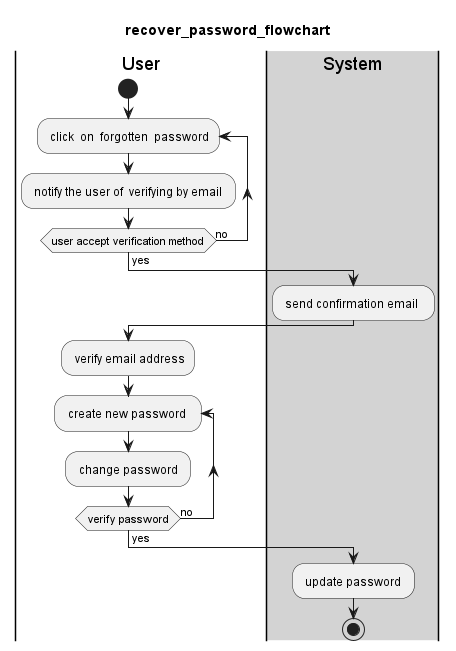 recover_password_flowchart
User
System
click on forgotten password
notify the user of verifying by email
user accept verification method
no
yes
send confirmation email
verify email address
create new password
change password
verify password
no
yes
update password